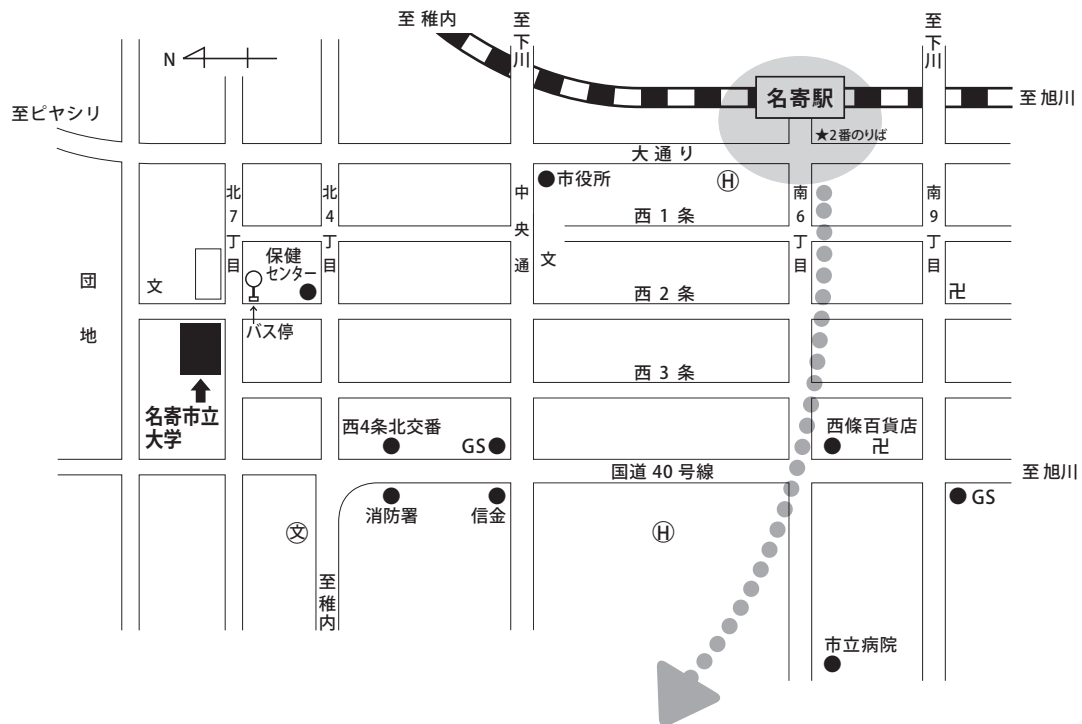 至 稚内
至下川
至下川
N
名寄駅
至 旭川
至ピヤシリ
★2番のりば
大 通 り
市役所
H
北7丁目
北4丁目
中央通
南6丁目
南9丁目
西 1 条
保健
センター
文
文
団地
西 2 条
卍
バス停
西 3 条
名寄市立
大学
西4条北交番
GS
西條百貨店
卍
国道 40 号線
至 旭川
消防署
信金
GS
文
H
至稚内
市立病院